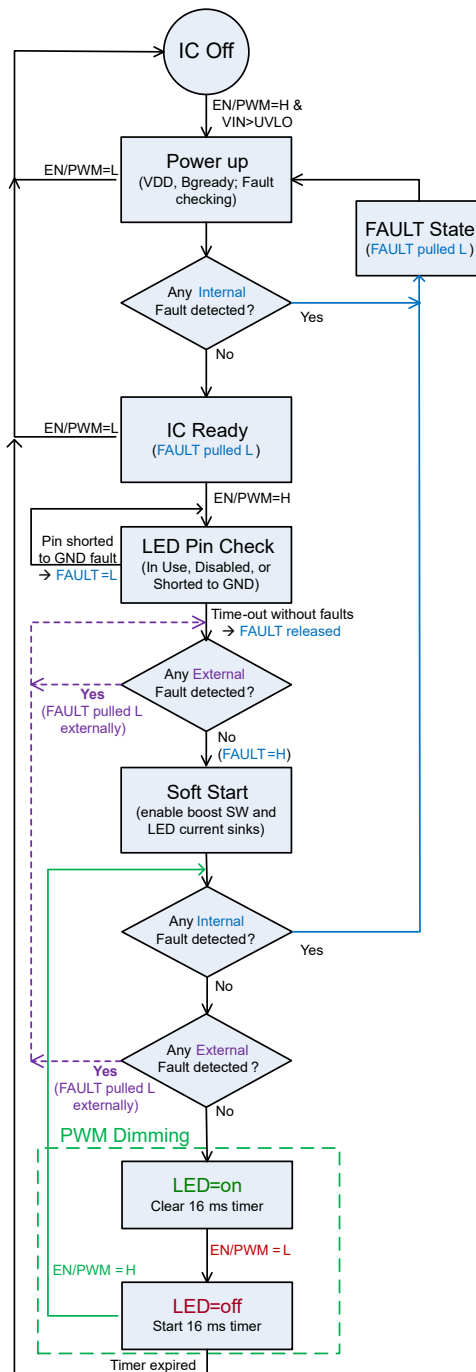 IC Off
EN/PWM=H &
VIN>UVLO
Power up
(VDD, Bgready; Fault
checking)
EN/PWM=L
FAULT State
(FAULT pulled L )
Any Internal
Fault detected?
Yes
No
IC Ready
(FAULT pulled L )
EN/PWM=L
EN/PWM=H
Pin shorted
to GND fault
→ FAULT =L
LED Pin Check
(In Use, Disabled, or
Shorted to GND)
Time-out without faults
→ FAULT released
Any External
Fault detected?
Yes
(FAULT pulled L
externally)
No
(FAULT =H)
Soft Start
(enable boost SW and
LED current sinks)
Any Internal
Fault detected?
Yes
No
Any External
Fault detected ?
Yes
(FAULT pulled L
externally)
No
PWM Dimming
LED=on
Clear 16 ms timer
EN/PWM = L
EN/PWM = H
LED=off
Start 16 ms timer
Timer expired